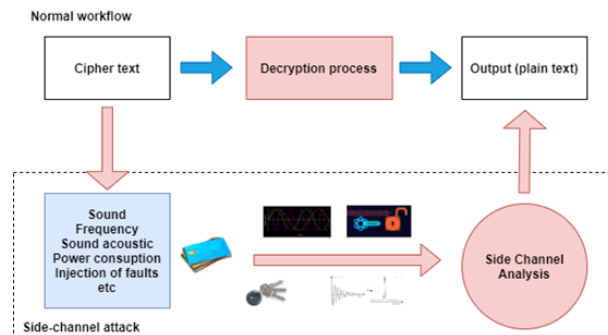 Normal workflow
Cipher text
Decryption process
Output (plain text)
Sound
Frequency
Sound acoustic
Power consuption
Injection of faults
etc
Side Channel
Analysis
Side-channel attack